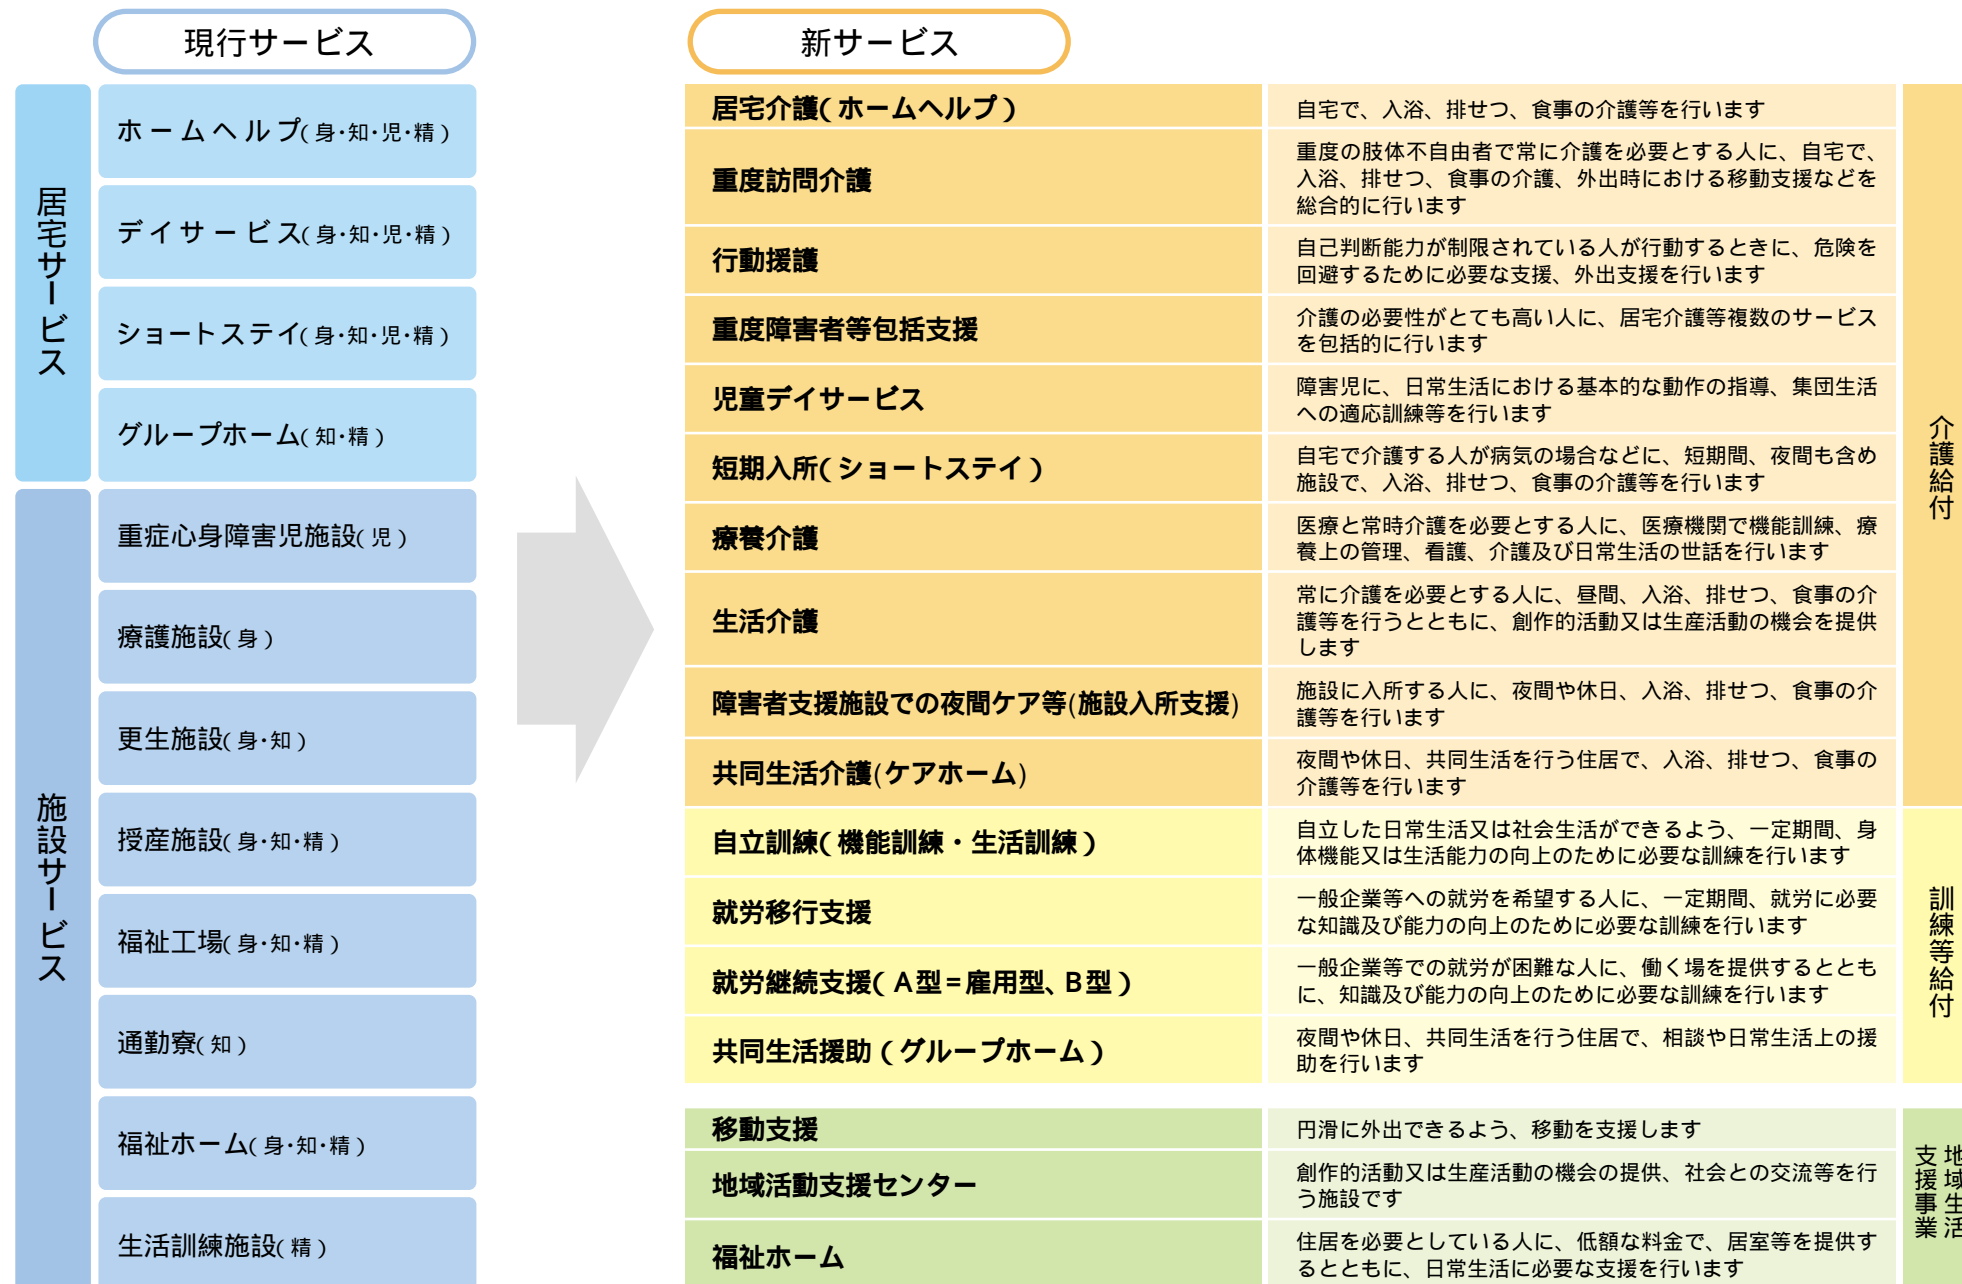 現行サービス
新サービス
居宅サービス
ホームヘルプ(身・知・児・精)
デイサービス(身・知・児・精)
ショートステイ(身・知・児・精)
グループホーム(知・精)
施設サービス
重症心身障害児施設(児)
療護施設(身)
更生施設(身・知)
授産施設(身・知・精)
福祉工場(身・知・精)
通勤寮(知)
福祉ホーム(身・知・精)
生活訓練施設(精)
居宅介護(ホームヘルプ)
自宅で、入浴、排せつ、食事の介護等を行います
重度訪問介護
重度の肢体不自由者で常に介護を必要とする人に、自宅で、
入浴、排せつ、食事の介護、外出時における移動支援などを
総合的に行います
行動援護
自己判断能力が制限されている人が行動するときに、危険を
回避するために必要な支援、外出支援を行います
重度障害者等包括支援
介護の必要性がとても高い人に、居宅介護等複数のサービス
を包括的に行います
児童デイサービス
障害児に、日常生活における基本的な動作の指導、集団生活
への適応訓練等を行います
短期入所(ショートステイ)
自宅で介護する人が病気の場合などに、短期間、夜間も含め
施設で、入浴、排せつ、食事の介護等を行います
療養介護
医療と常時介護を必要とする人に、医療機関で機能訓練、療
養上の管理、看護、介護及び日常生活の世話を行います
生活介護
常に介護を必要とする人に、昼間、入浴、排せつ、食事の介
護等を行うとともに、創作的活動又は生産活動の機会を提供
します
障害者支援施設での夜間ケア等(施設入所支援)
施設に入所する人に、夜間や休日、入浴、排せつ、食事の介
護等を行います
共同生活介護(ケアホーム)
夜間や休日、共同生活を行う住居で、入浴、排せつ、食事の
介護等を行います
介護給付
自立訓練(機能訓練・生活訓練)
自立した日常生活又は社会生活ができるよう、一定期間、身
体機能又は生活能力の向上のために必要な訓練を行います
就労移行支援
一般企業等への就労を希望する人に、一定期間、就労に必要
な知識及び能力の向上のために必要な訓練を行います
就労継続支援(A型=雇用型、B型)
一般企業等での就労が困難な人に、働く場を提供するととも
に、知識及び能力の向上のために必要な訓練を行います
共同生活援助(グループホーム)
夜間や休日、共同生活を行う住居で、相談や日常生活上の援
助を行います
訓練等給付
移動支援
円滑に外出できるよう、移動を支援します
地域活動支援センター
創作的活動又は生産活動の機会の提供、社会との交流等を行
う施設です
福祉ホーム
住居を必要としている人に、低額な料金で、居室等を提供す
るとともに、日常生活に必要な支援を行います
地域生活
支援事業